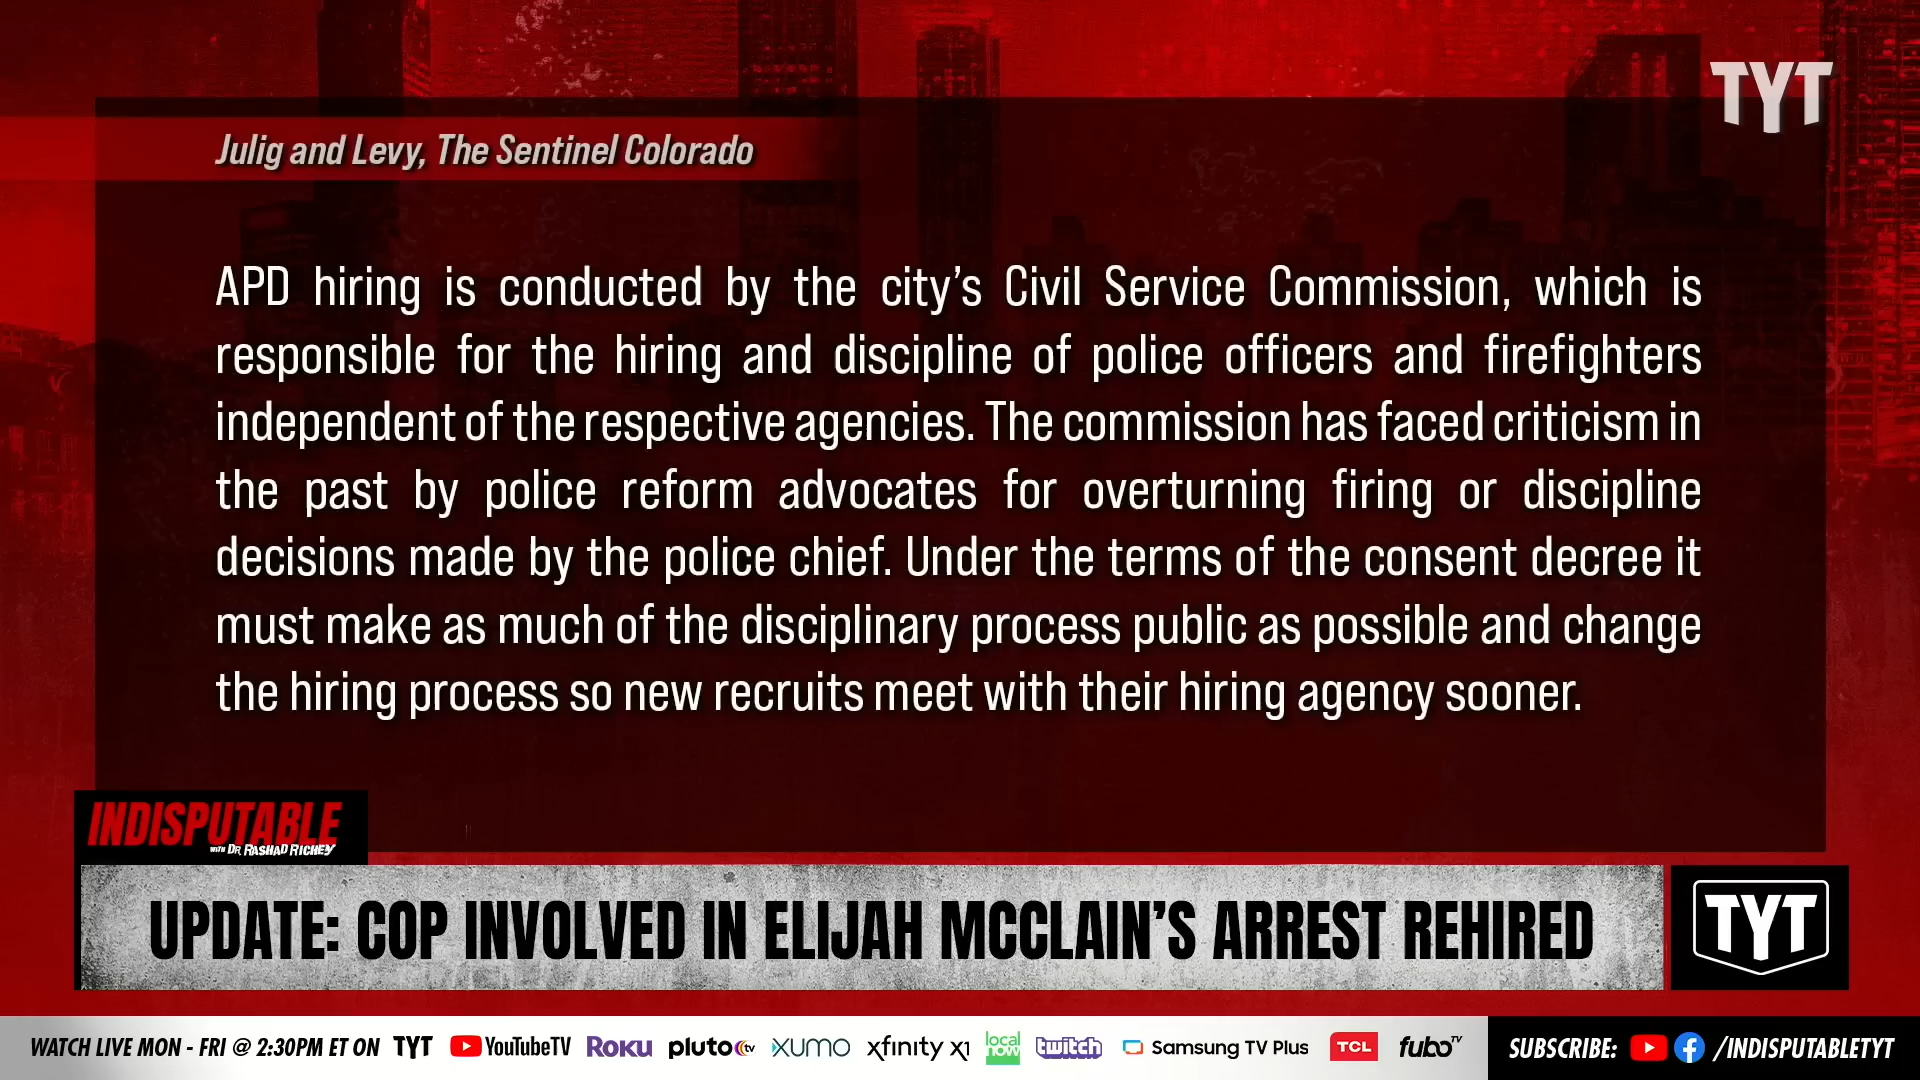 TYT
Julig and Levy, The Sentinel Colorado
APD hiring is conducted by the city's Civil Service Commission, which is
responsible for the hiring and discipline of police officers and firefighters
independent of the respective agencies. The commission has faced criticism in
the past by police reform advocates for overturning firing or discipline
decisions made by the police chief. Under the terms of the consent decree it
must make as much of the disciplinary process public as possible and change
the hiring process so new recruits meet with their hiring agency sooner.
INDISPUTABLE
WITH DR. RASHAD RICHEY
UPDATE: COP INVOLVED IN ELIJAH MCCLAIN'S ARREST REHIRED
TYT
WATCH LIVE MON - FRI @ 2:30PM ET ON TYT YouTubeTV ROKU pluto tv XUMO xfinity x1 local now twitch Samsung TV Plus TCL fubo TV SUBSCRIBE: /INDISPUTABLETYT